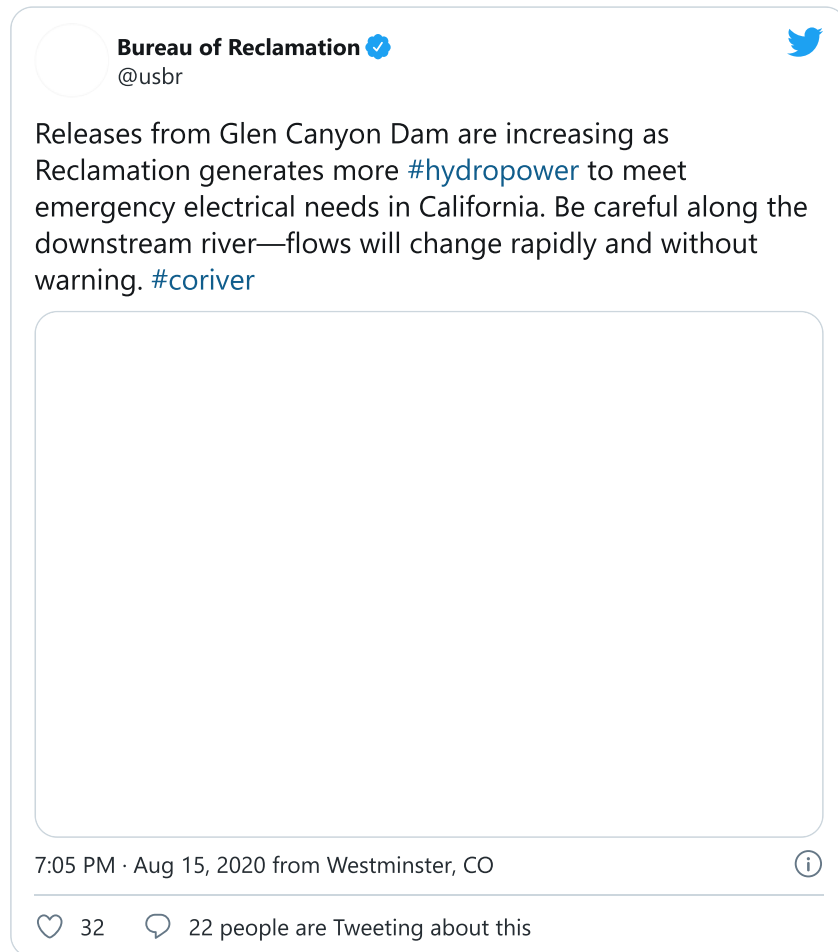 Bureau of Reclamation
@usbr
Releases from Glen Canyon Dam are increasing as
Reclamation generates more #hydropower to meet
emergency electrical needs in California. Be careful along the
downstream river—flows will change rapidly and without
warning. #coriver
7:05 PM · Aug 15, 2020 from Westminster, CO
32
22 people are Tweeting about this